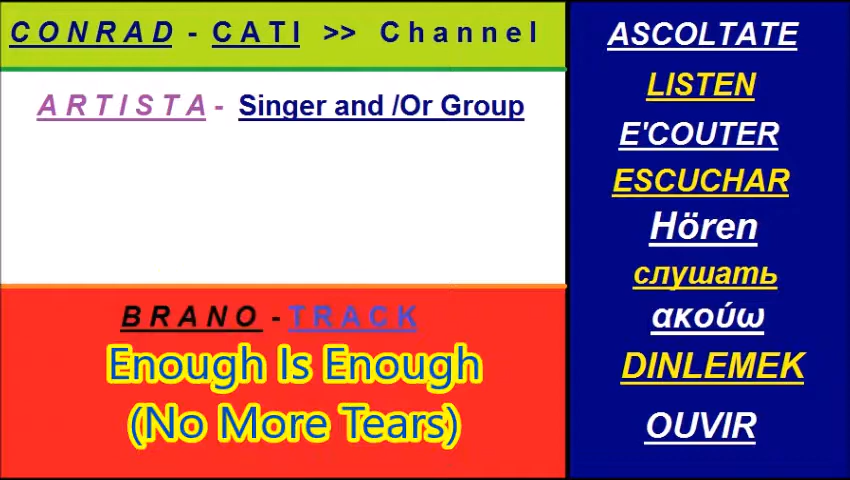 CONRAD - CATI >> Channel
ARTISTA - Singer and /Or Group
BRANO - TRACK
Enough Is Enough
(No More Tears)
ASCOLTATE
LISTEN
E'COUTER
ESCUCHAR
Hören
слушать
ακούω
DINLEMEK
OUVIR